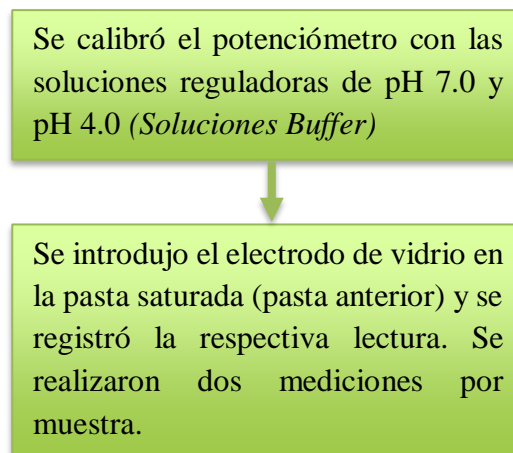 Se calibró el potenciómetro con las
soluciones reguladoras de pH 7.0 y
pH 4.0 (Soluciones Buffer)
Se introdujo el electrodo de vidrio en
la pasta saturada (pasta anterior) y se
registró la respectiva lectura. Se
realizaron dos mediciones por
muestra.